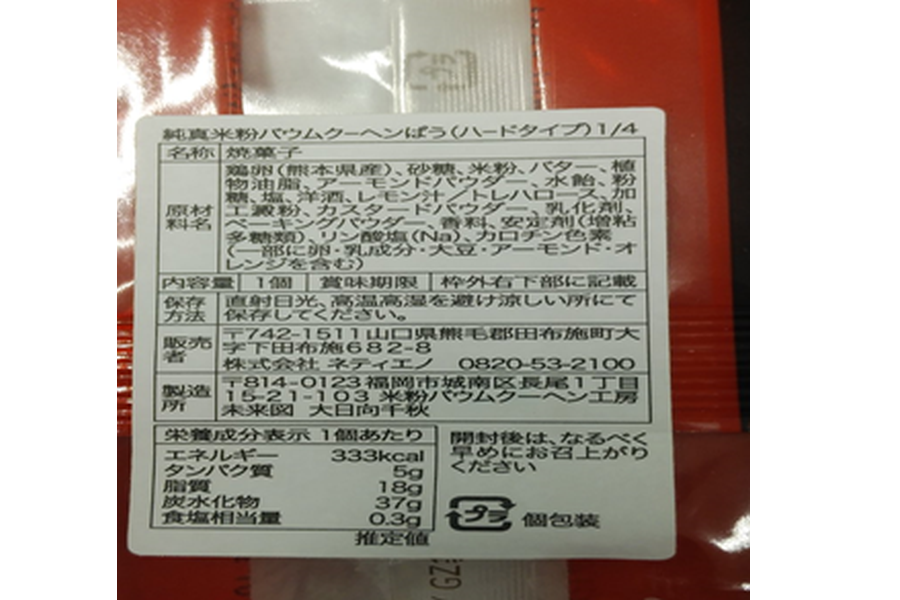 純真米粉バウムクーヘンばう(ハードタイプ)1/4
名称 焼菓子
原材料名 鶏卵(熊本県産)、砂糖、米粉、バター、植
物油脂、アーモンドパウダー、水飴、粉
糖、塩、洋酒、レモン汁、トレハロース、加
工澱粉、カスタードパウダー、乳化剤、
ベーキングパウダー、香料、安定剤(増粘
多糖類)、リン酸塩(Na)、カロチン色素
(一部に卵・乳成分・大豆・アーモンド・オ
レンジを含む)
内容容量 1個 賞味期限 枠外右下部に記載
保存方法 直射日光、高温高湿を避け涼しい所にて
保存してください。
販売者 〒742-1511山口県熊毛郡田布施町大
字下田布施682-8
株式会社 ネティエノ 0820-53-2100
製造所 〒814-0123福岡市城南区長尾1丁目
15-21-103 米粉バウムクーヘン工房
未来図 大日向千秋
栄養成分表示 1個あたり
エネルギー 333kcal
タンパク質 5g
脂質 18g
炭水化物 37g
食塩相当量 0.3g
推定値
開封後は、なるべく
早めにお召上がり
ください
プラ 個包装
GZ